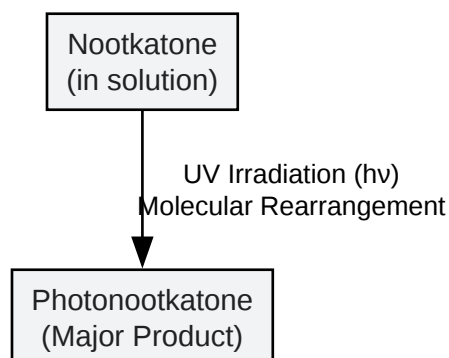 Nootkatone
(in solution)
UV Irradiation (hν)
Molecular Rearrangement
Photonootkatone
(Major Product)